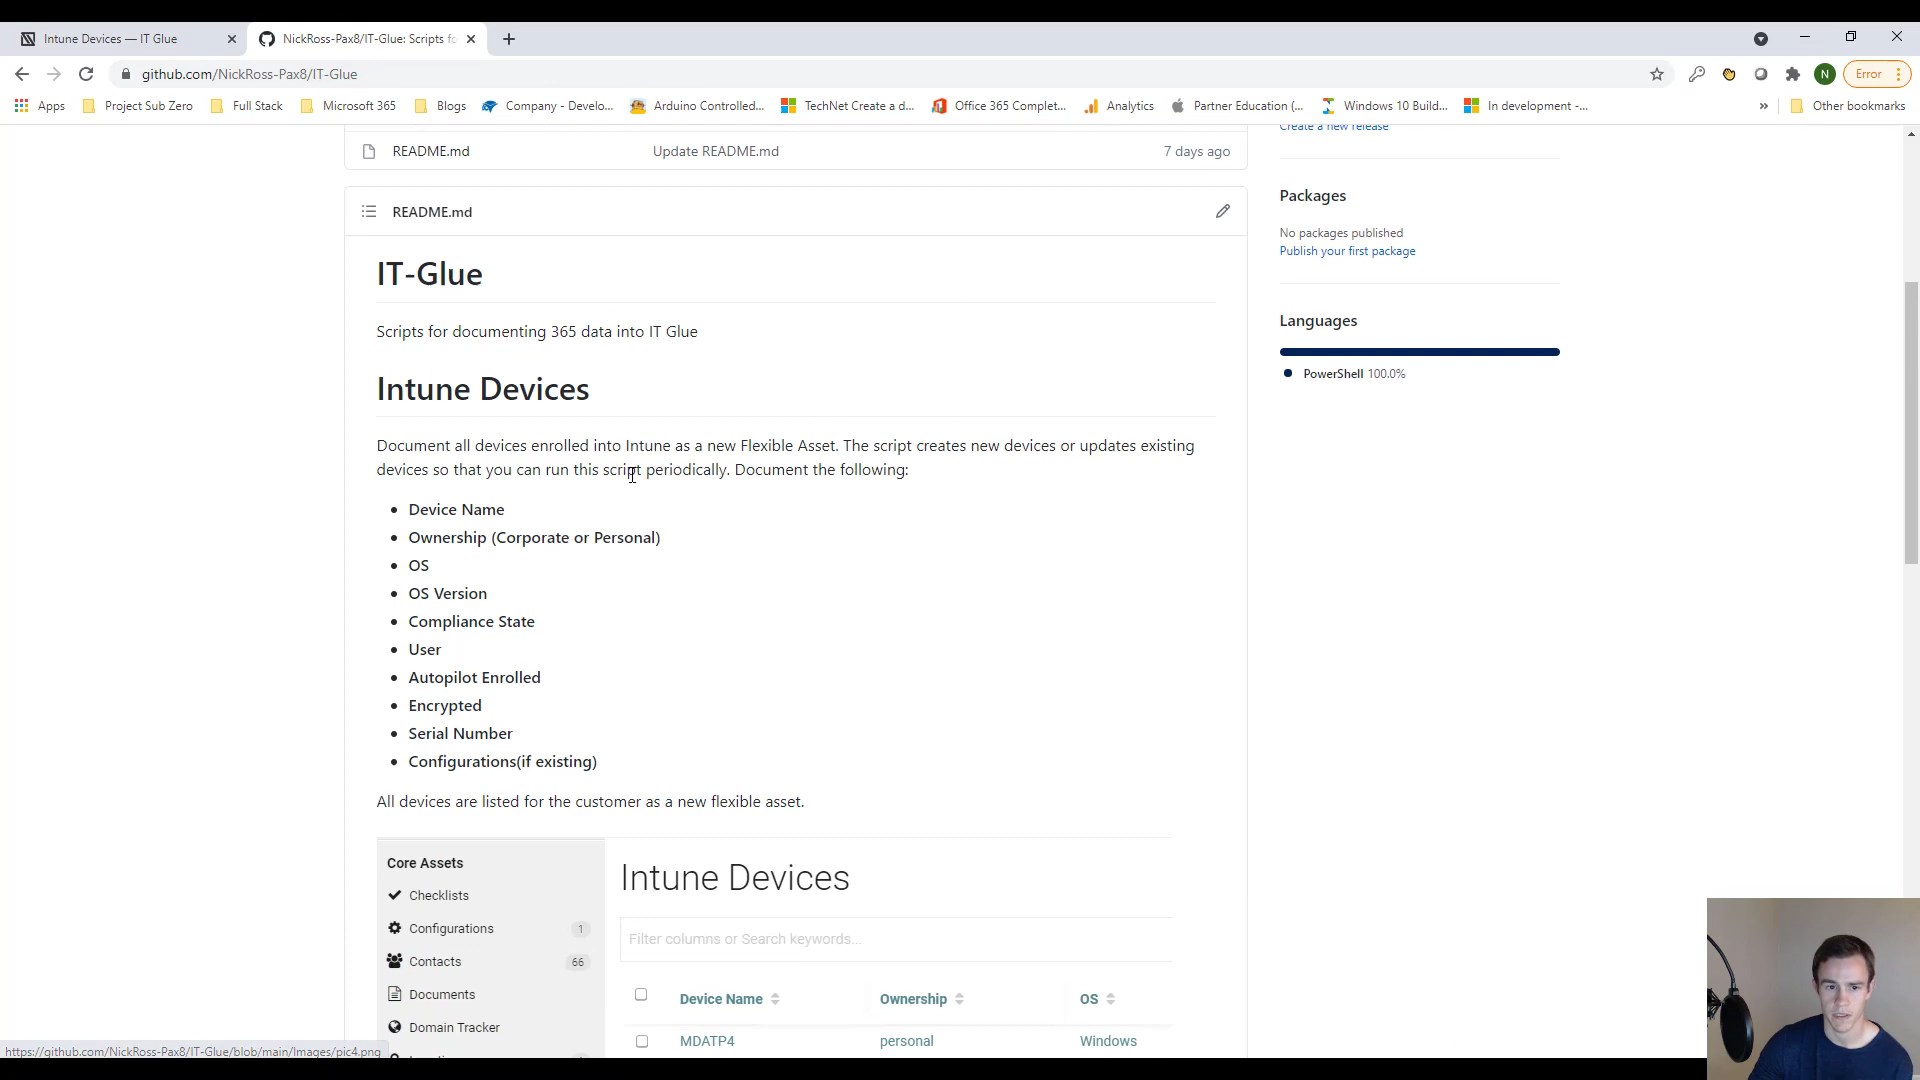 Intune Devices — IT Glue
NickRoss-Pax8/IT-Glue: Scripts fo
github.com/NickRoss-Pax8/IT-Glue
N
Error
Apps
Project Sub Zero
Full Stack
Microsoft 365
Blogs
Company - Develo...
Arduino Controlled...
TechNet Create a d...
Office 365 Complet...
Analytics
Partner Education (...
Windows 10 Build...
In development -...
»
Other bookmarks
Create a new release
README.md
Update README.md
7 days ago
Packages
README.md
No packages published
Publish your first package
IT-Glue
Languages
Scripts for documenting 365 data into IT Glue
PowerShell 100.0%
Intune Devices
Document all devices enrolled into Intune as a new Flexible Asset. The script creates new devices or updates existing
devices so that you can run this script periodically. Document the following:
Device Name
Ownership (Corporate or Personal)
OS
OS Version
Compliance State
User
Autopilot Enrolled
Encrypted
Serial Number
Configurations(if existing)
All devices are listed for the customer as a new flexible asset.
Core Assets
Intune Devices
Checklists
Configurations 1
Filter columns or Search keywords...
Contacts 66
Documents
Device Name
Ownership
OS
Domain Tracker
MDATP4
personal
Windows
https://github.com/NickRoss-Pax8/IT-Glue/blob/main/Images/pic4.png